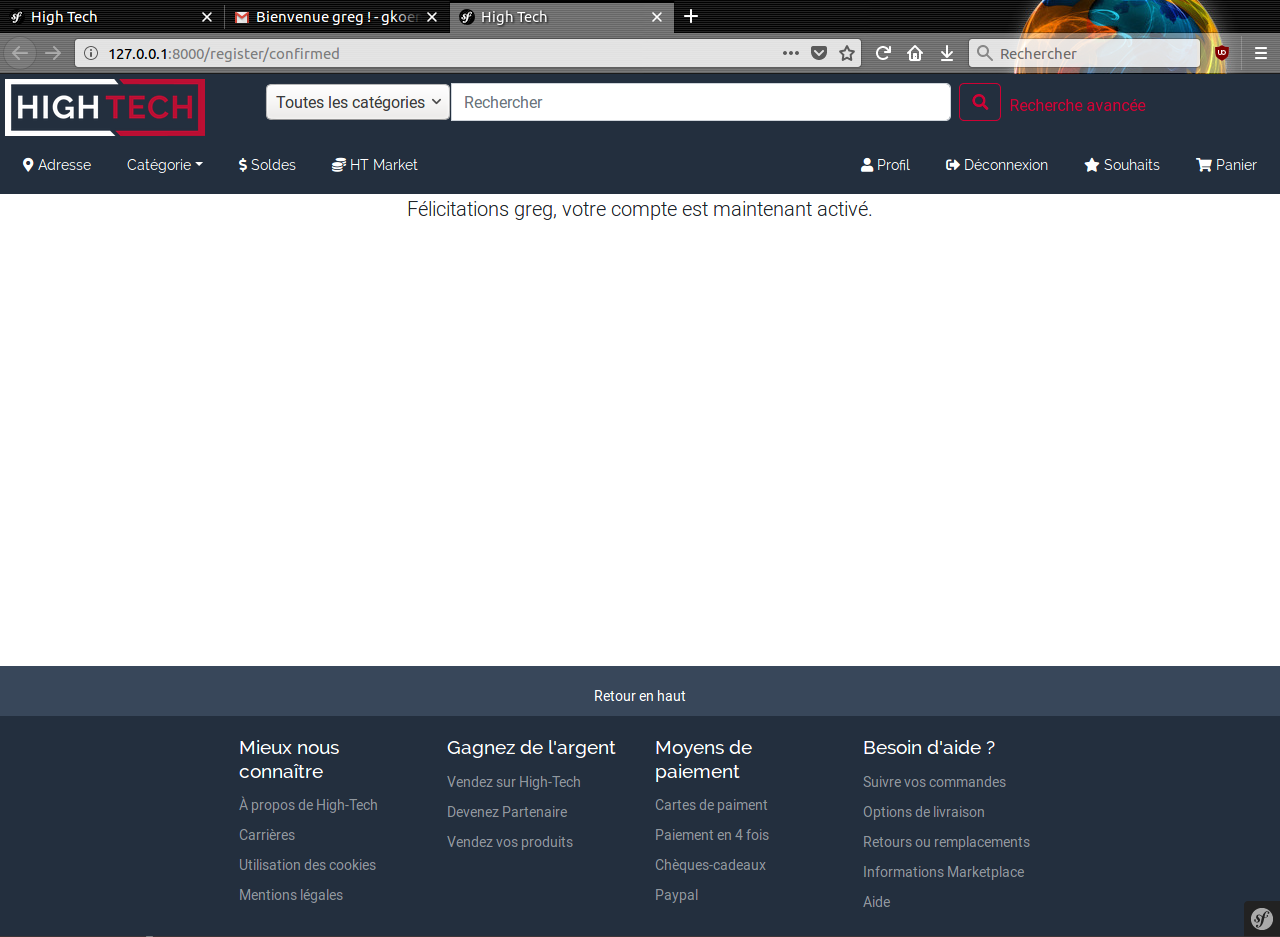 High Tech
Bienvenue greg ! - gkoer
High Tech
127.0.0.1:8000/register/confirmed
Rechercher
HIGH TECH
Toutes les catégories
Rechercher
Recherche avancée
Adresse
Catégorie
$ Soldes
HT Market
Profil
Déconnexion
Souhaits
Panier
Félicitations greg, votre compte est maintenant activé.
Retour en haut
Mieux nous
connaître
À propos de High-Tech
Carrières
Utilisation des cookies
Mentions légales
Gagnez de l'argent
Vendez sur High-Tech
Devenez Partenaire
Vendez vos produits
Moyens de
paiement
Cartes de paiment
Paiement en 4 fois
Chèques-cadeaux
Paypal
Besoin d'aide ?
Suivre vos commandes
Options de livraison
Retours ou remplacements
Informations Marketplace
Aide
sf